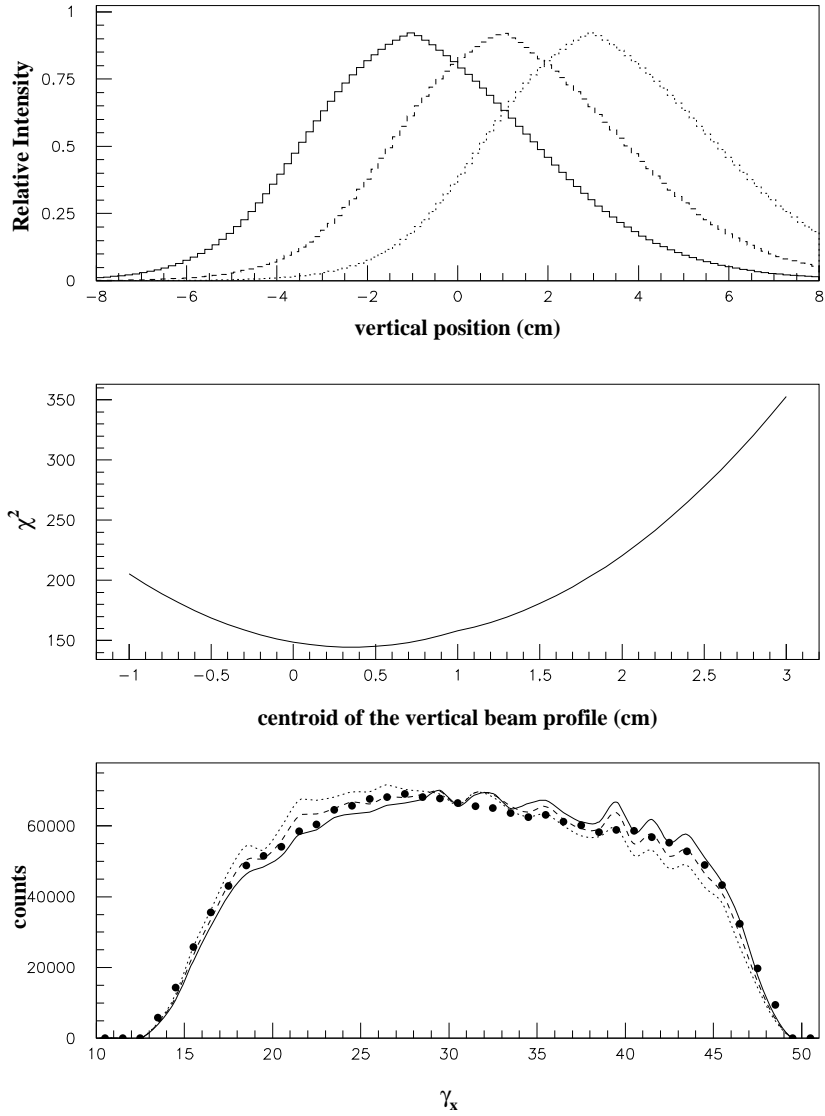 Relative Intensity
1
0.75
0.5
0.25
0
−8 −6 −4 −2 0 2 4 6 8
vertical position (cm)
χ²
350
300
250
200
150
−1 −0.5 0 0.5 1 1.5 2 2.5 3
centroid of the vertical beam profile (cm)
counts
60000
40000
20000
0
10 15 20 25 30 35 40 45 50
γx